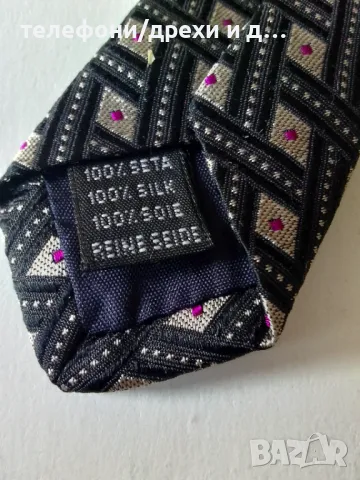 телефони/дрехи и д...
100% SETA
100% SILK
100% SOIE
REINE SEIDE
BAZAR